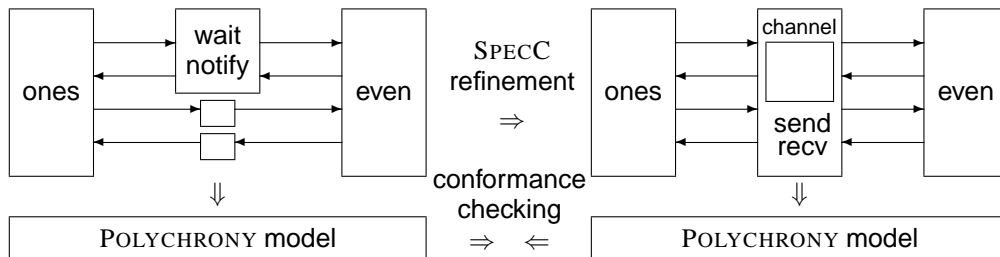 wait
notify
ones
even
SPECC
refinement
⇒
channel
send
recv
ones
even
⇓
conformance
checking
⇓
POLYCHRONY model
⇒ ⇐
POLYCHRONY model